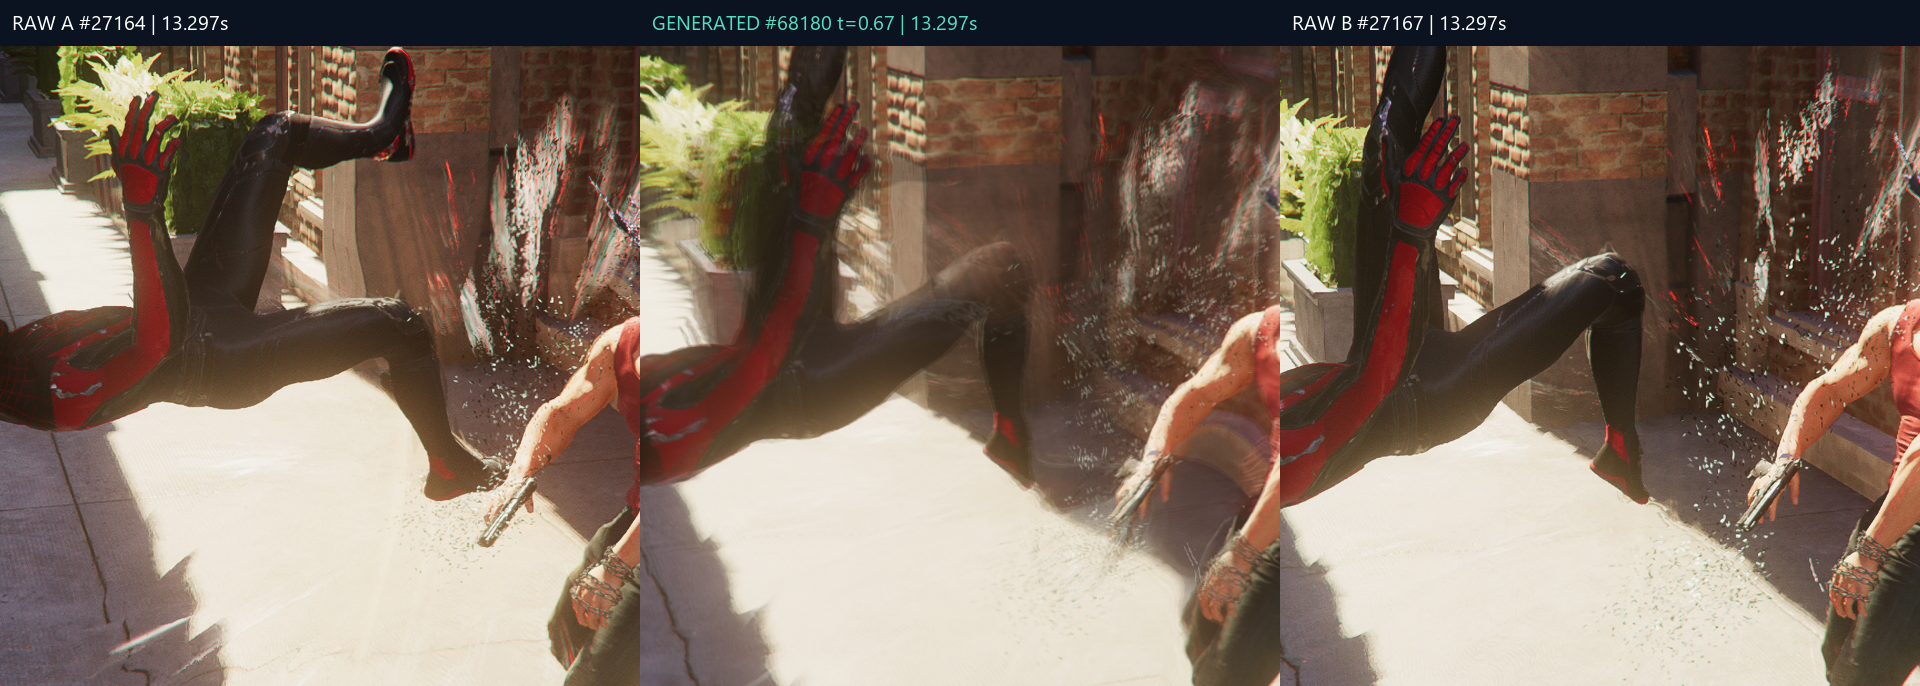 RAW A #27164 | 13.297s
GENERATED #68180 t=0.67 | 13.297s
RAW B #27167 | 13.297s